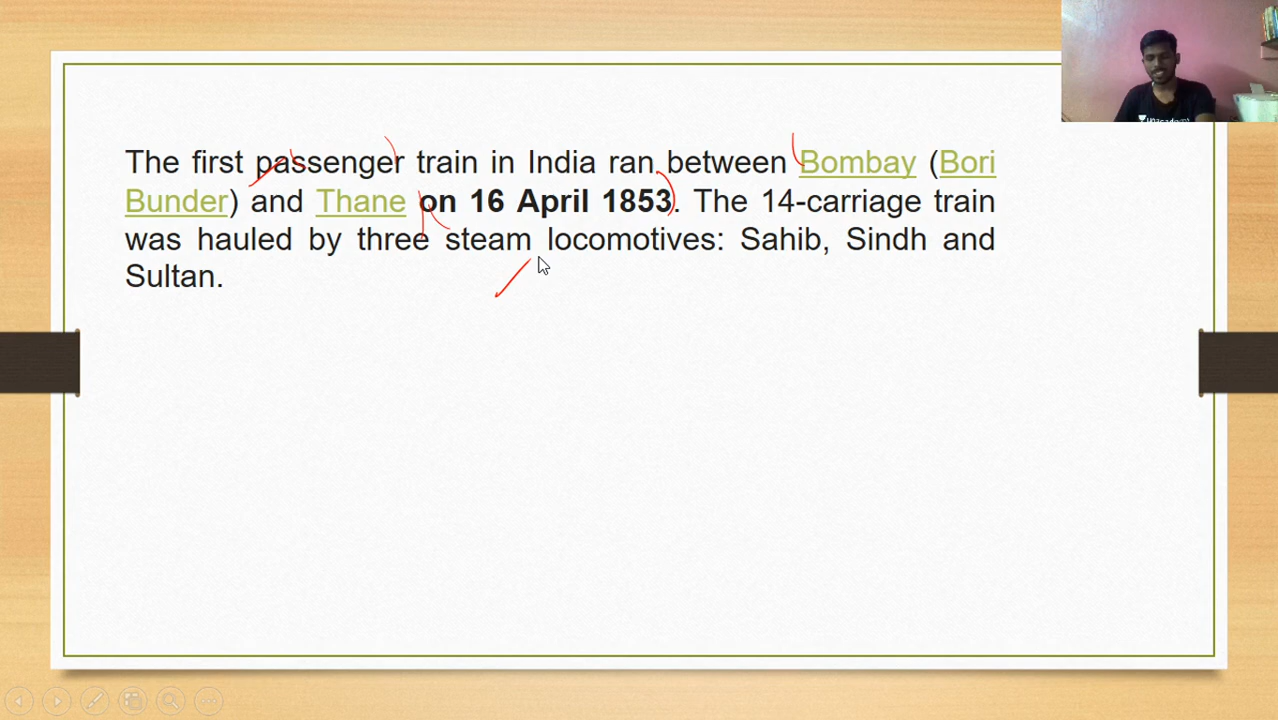 The first passenger train in India ran between Bombay (Bori
Bunder) and Thane on 16 April 1853. The 14-carriage train
was hauled by three steam locomotives: Sahib, Sindh and
Sultan.